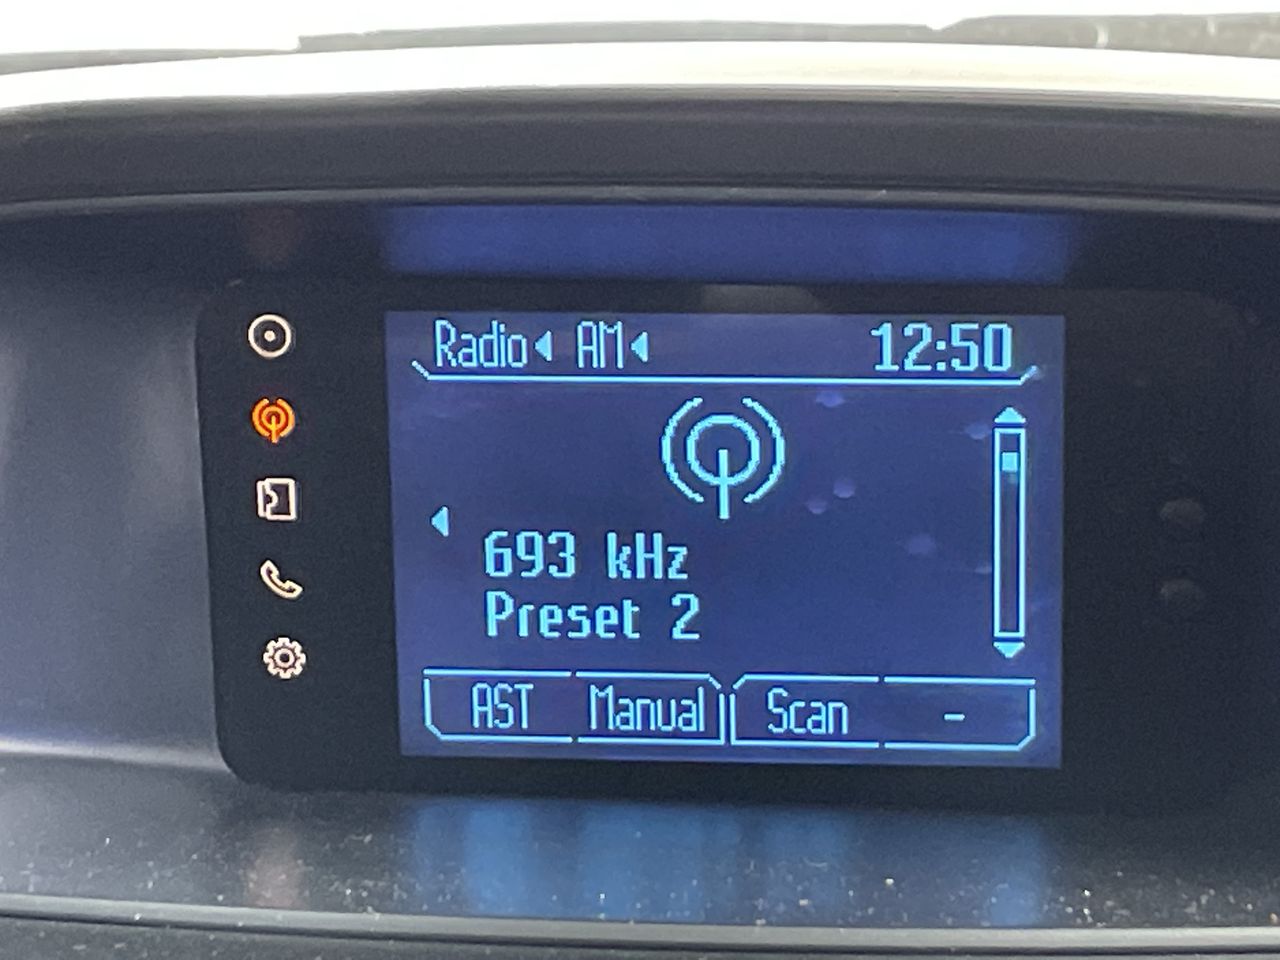 Radio AM 12:50
693 kHz
Preset 2
AST Manual Scan -